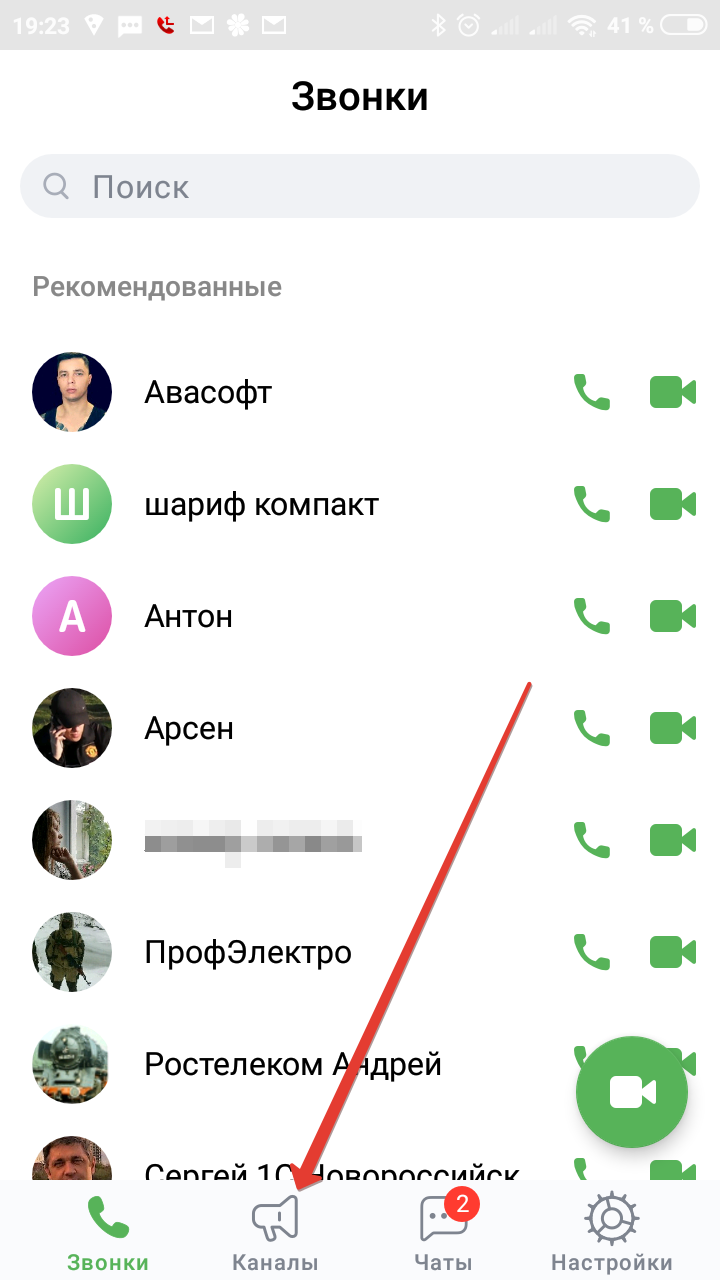 19:23
41 %
Звонки
Поиск
Рекомендованные
Авасофт
Ш
шариф компакт
А
Антон
Арсен
ПрофЭлектро
Ростелеком Андрей
Сергей 1С Новороссийск
2
Звонки
Каналы
Чаты
Настройки